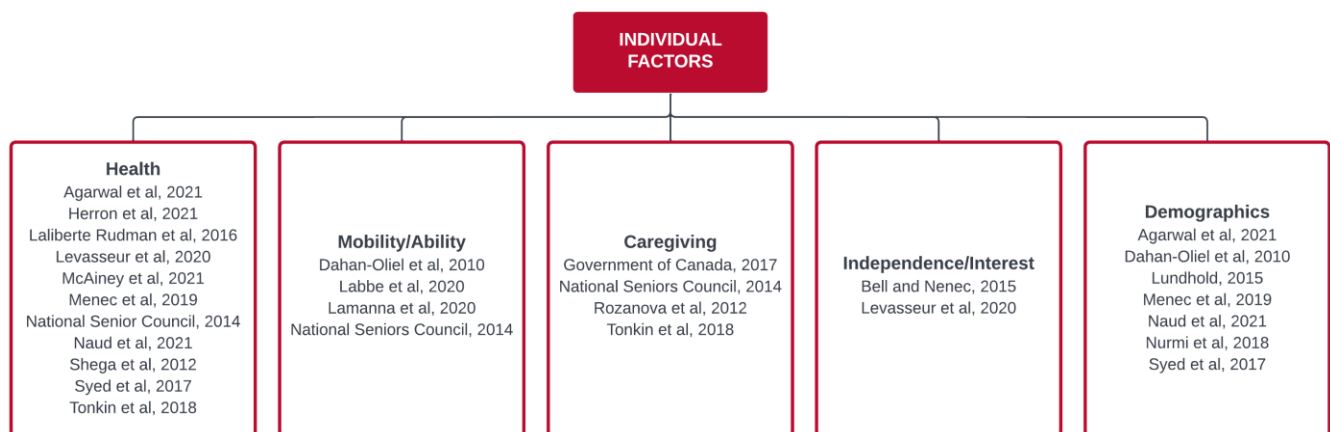 INDIVIDUAL
FACTORS
Health
Agarwal et al, 2021
Herron et al, 2021
Laliberte Rudman et al, 2016
Levasseur et al, 2020
McAiney et al, 2021
Menec et al, 2019
National Senior Council, 2014
Naud et al, 2021
Shega et al, 2012
Syed et al, 2017
Tonkin et al, 2018
Mobility/Ability
Dahan-Oliel et al, 2010
Labbe et al, 2020
Lamanna et al, 2020
National Seniors Council, 2014
Caregiving
Government of Canada, 2017
National Seniors Council, 2014
Rozanova et al, 2012
Tonkin et al, 2018
Independence/Interest
Bell and Nenec, 2015
Levasseur et al, 2020
Demographics
Agarwal et al, 2021
Dahan-Oliel et al, 2010
Lundhold, 2015
Menec et al, 2019
Naud et al, 2021
Nurmi et al, 2018
Syed et al, 2017